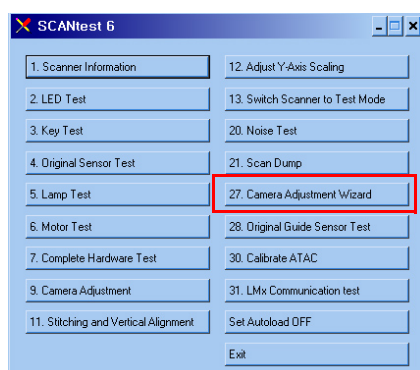 SCANtest 6
1. Scanner Information
2. LED Test
3. Key Test
4. Original Sensor Test
5. Lamp Test
6. Motor Test
7. Complete Hardware Test
9. Camera Adjustment
11. Stitching and Vertical Alignment
12. Adjust Y-Axis Scaling
13. Switch Scanner to Test Mode
20. Noise Test
21. Scan Dump
27. Camera Adjustment Wizard
28. Original Guide Sensor Test
30. Calibrate ATAC
31. LMx Communication test
Set Autoload OFF
Exit